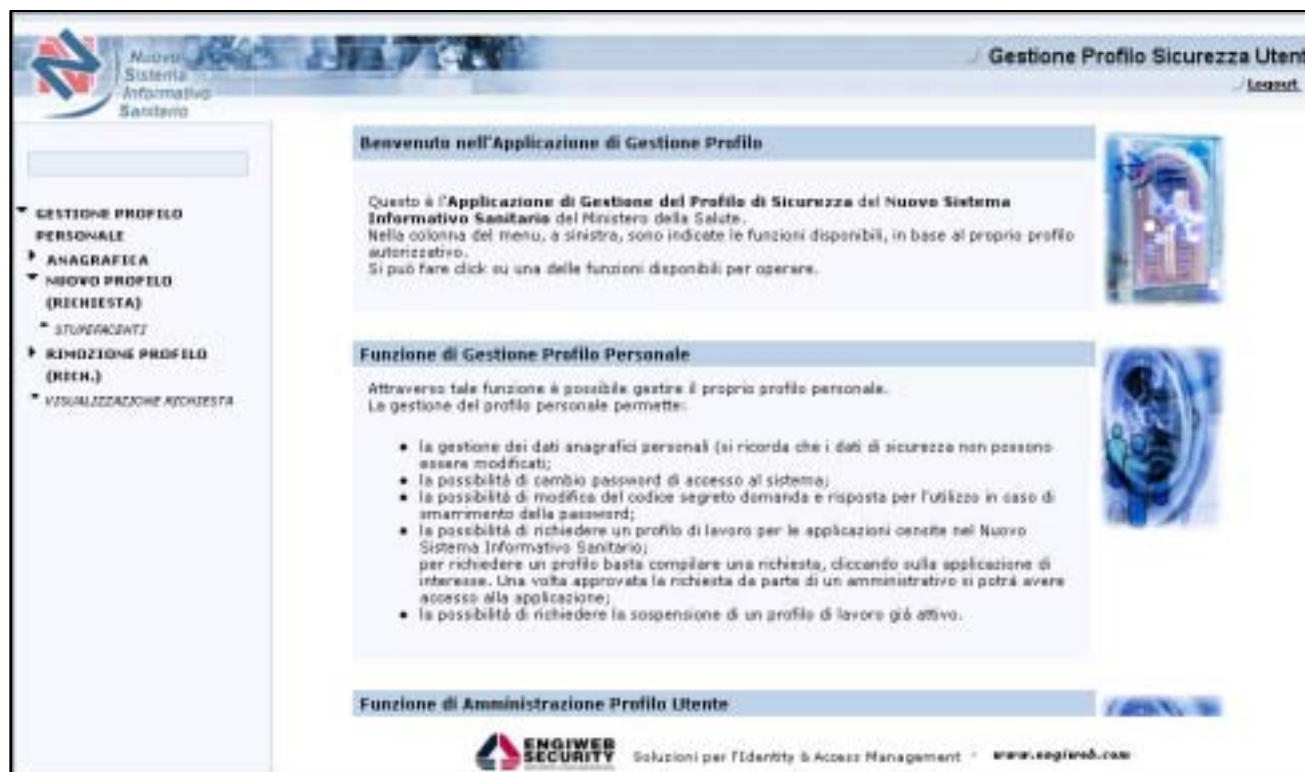 Nuovo
Sistema
Informativo
Sanitario
Gestione Profilo Sicurezza Utent
Logout
GESTIONE PROFILO
PERSONALE
ANAGRAFICA
NUOVO PROFILO
(RICHIESTA)
STUPEFACENTI
RIMOZIONE PROFILO
(RICH.)
VISUALIZZAZIONE RICHIESTA
Benvenuto nell'Applicazione di Gestione Profilo
Questo è l'Applicazione di Gestione del Profilo di Sicurezza del Nuovo Sistema
Informativo Sanitario del Ministero della Salute.
Nella colonna del menu, a sinistra, sono indicate le funzioni disponibili, in base al proprio profilo
autorizzativo.
Si può fare click su una delle funzioni disponibili per operare.
Funzione di Gestione Profilo Personale
Attraverso tale funzione è possibile gestire il proprio profilo personale.
La gestione del profilo personale permette:
• la gestione dei dati anagrafici personali (si ricorda che i dati di sicurezza non possono
essere modificati;
• la possibilità di cambio password di accesso al sistema;
• la possibilità di modifica del codice segreto domanda e risposta per l'utilizzo in caso di
smarrimento della password;
• la possibilità di richiedere un profilo di lavoro per le applicazioni censite nel Nuovo
Sistema Informativo Sanitario;
per richiedere un profilo basta compilare una richiesta, cliccando sulla applicazione di
interesse. Una volta approvata la richiesta da parte di un amministrativo si potrà avere
accesso alla applicazione;
• la possibilità di richiedere la sospensione di un profilo di lavoro già attivo.
Funzione di Amministrazione Profilo Utente
ENGIWEB
SECURITY
Soluzioni per l'Identity & Access Management - www.engiweb.com